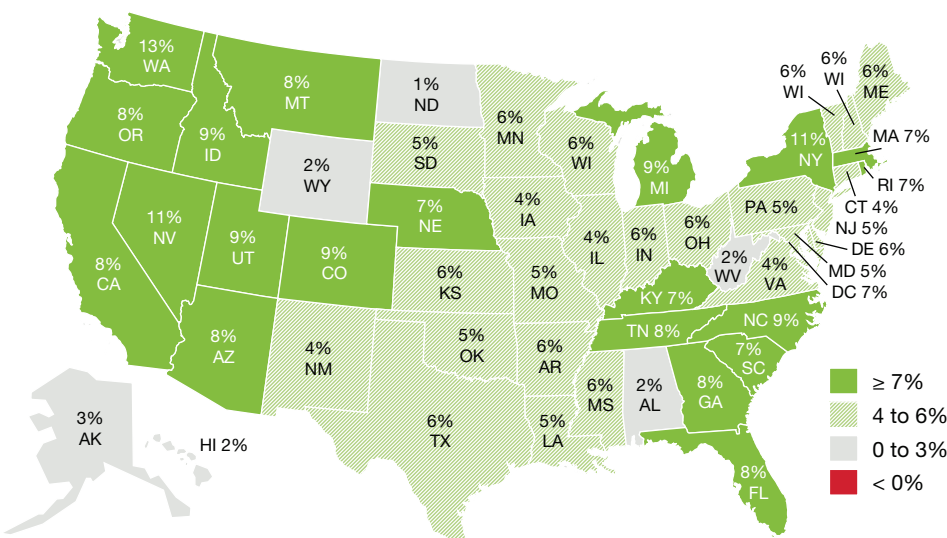 13%
WA
8%
OR
9%
ID
8%
MT
1%
ND
2%
WY
5%
SD
6%
MN
6%
WI
9%
MI
11%
NY
6%
WI
6%
WI
6%
ME
MA 7%
RI 7%
CT 4%
NJ 5%
DE 6%
MD 5%
DC 7%
PA 5%
8%
CA
11%
NV
9%
UT
9%
CO
7%
NE
4%
IA
4%
IL
6%
IN
6%
OH
2%
WV
4%
VA
6%
KS
5%
MO
KY 7%
TN 8%
NC 9%
7%
SC
8%
AZ
4%
NM
5%
OK
6%
AR
6%
MS
2%
AL
8%
GA
6%
TX
5%
LA
8%
FL
3%
AK
HI 2%
≥ 7%
4 to 6%
0 to 3%
< 0%